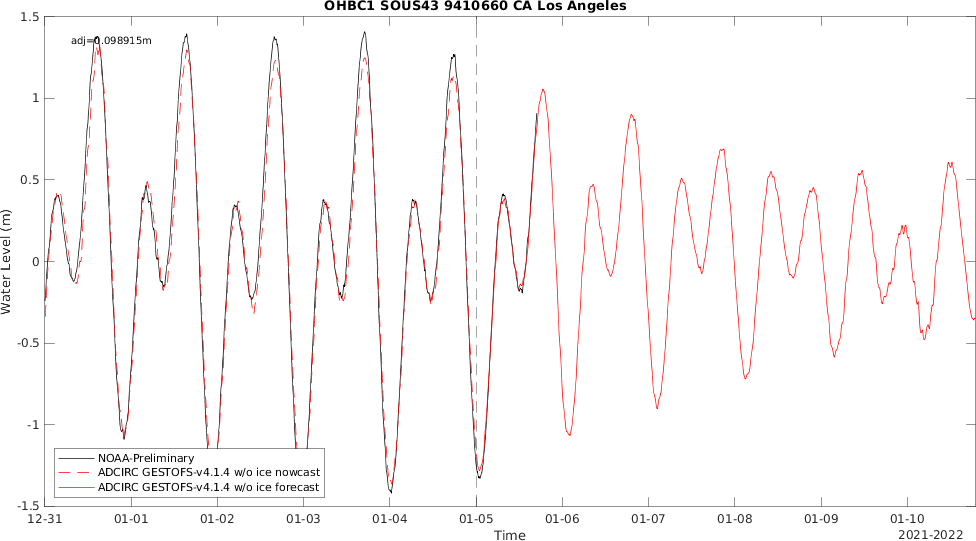 OHBC1 SOUS43 9410660 CA Los Angeles
1.5
adj=0.098915m
1
0.5
0
-0.5
-1
-1.5
Water Level (m)
NOAA-Preliminary
ADCIRC GESTOFS-v4.1.4 w/o ice nowcast
ADCIRC GESTOFS-v4.1.4 w/o ice forecast
12-31 01-01 01-02 01-03 01-04 01-05 01-06 01-07 01-08 01-09 01-10
Time
2021-2022